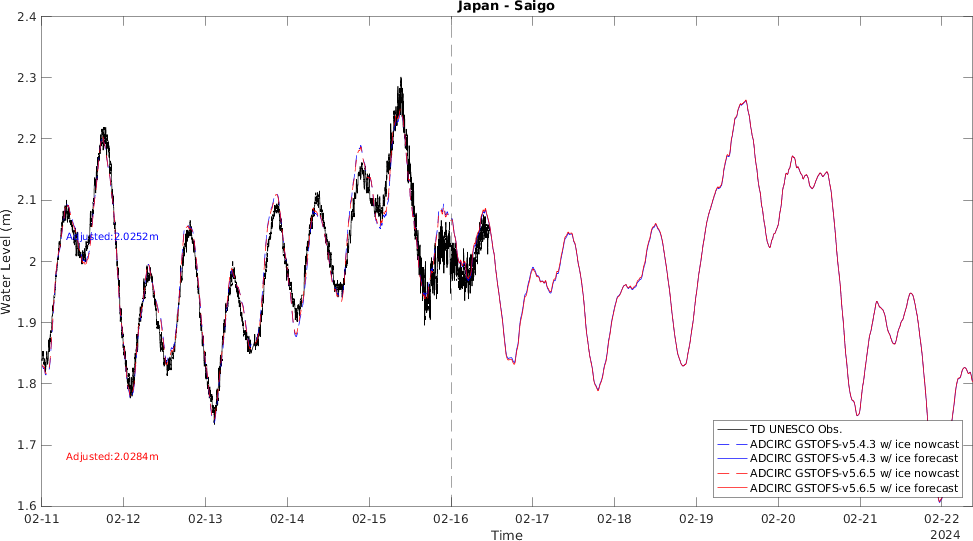 Japan - Saigo
2.4
2.3
2.2
2.1
2
1.9
1.8
1.7
1.6
Water Level (m)
Adjusted:2.0252m
Adjusted:2.0284m
TD UNESCO Obs.
ADCIRC GSTOFS-v5.4.3 w/ ice nowcast
ADCIRC GSTOFS-v5.4.3 w/ ice forecast
ADCIRC GSTOFS-v5.6.5 w/ ice nowcast
ADCIRC GSTOFS-v5.6.5 w/ ice forecast
02-11 02-12 02-13 02-14 02-15 02-16 02-17 02-18 02-19 02-20 02-21 02-22
2024
Time